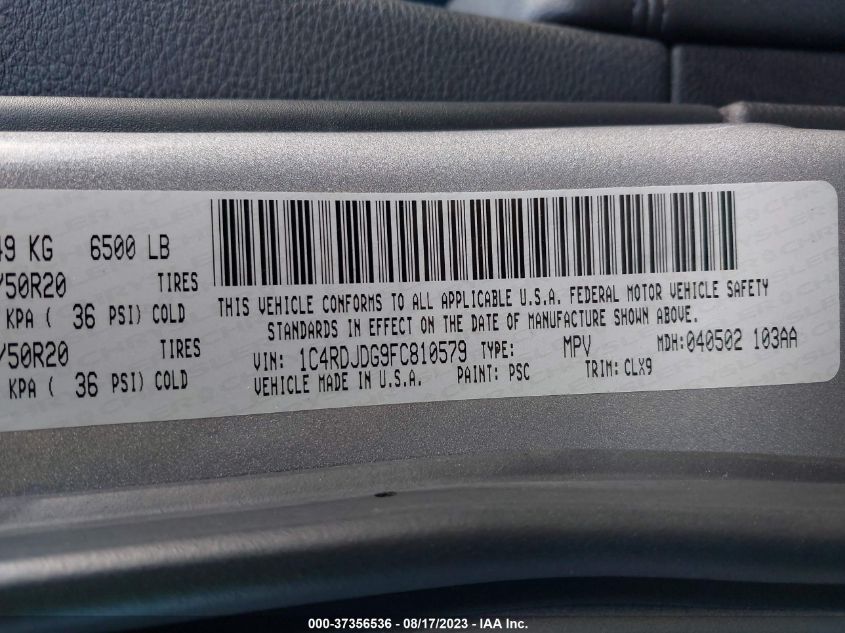 49 KG 6500 LB
/50R20 TIRES
KPA ( 36 PSI) COLD
/50R20 TIRES
KPA ( 36 PSI) COLD
THIS VEHICLE CONFORMS TO ALL APPLICABLE U.S.A. FEDERAL MOTOR VEHICLE SAFETY
STANDARDS IN EFFECT ON THE DATE OF MANUFACTURE SHOWN ABOVE.
VIN: 1C4RDJDG9FC810579 TYPE: MPV MDH: 040502 103AA
VEHICLE MADE IN U.S.A. PAINT: PSC TRIM: CLX9
000-37356536 - 08/17/2023 - IAA Inc.